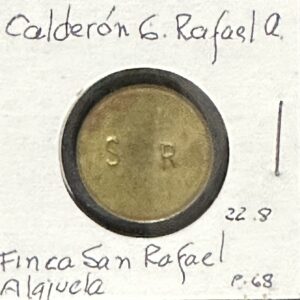 Calderón G. Rafael A.
S R
22.8
Finca San Rafael
Alajuela P.68